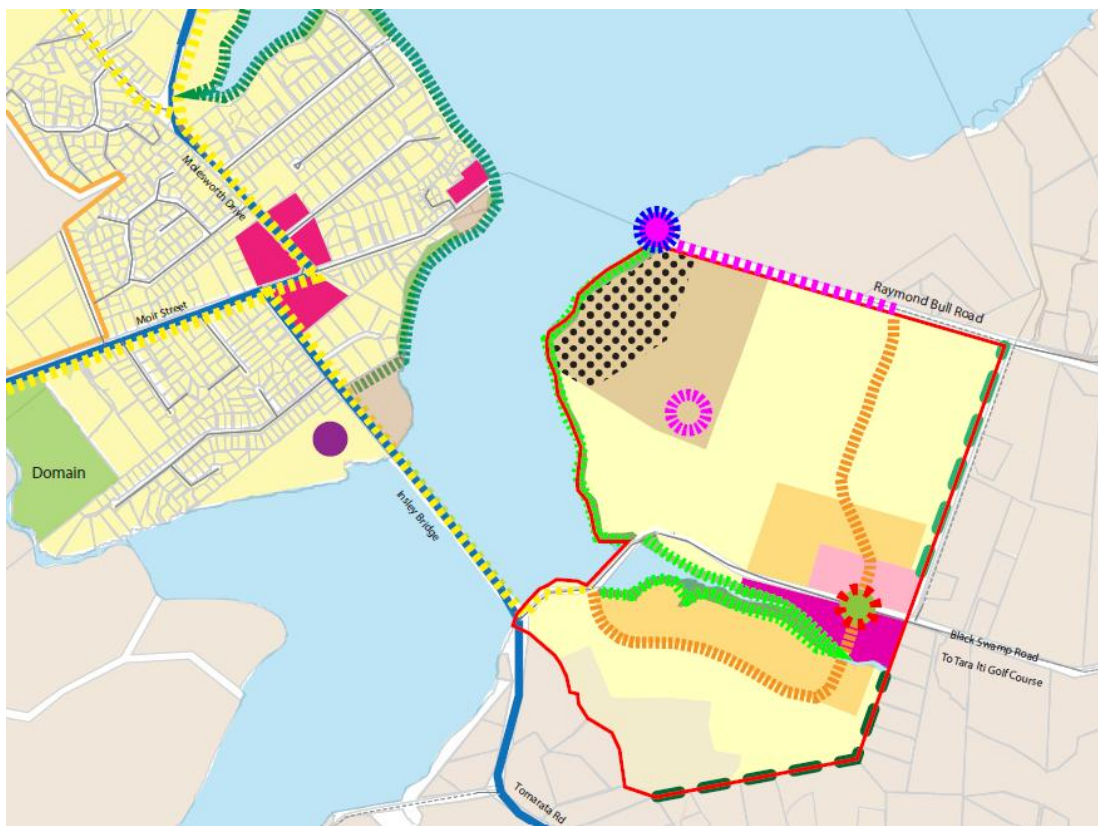 Molesworth Drive
Raymond Bull Road
Moir Street
Domain
Insley Bridge
Black Swamp Road
To Tara Iti Golf Course
Tomarata Rd